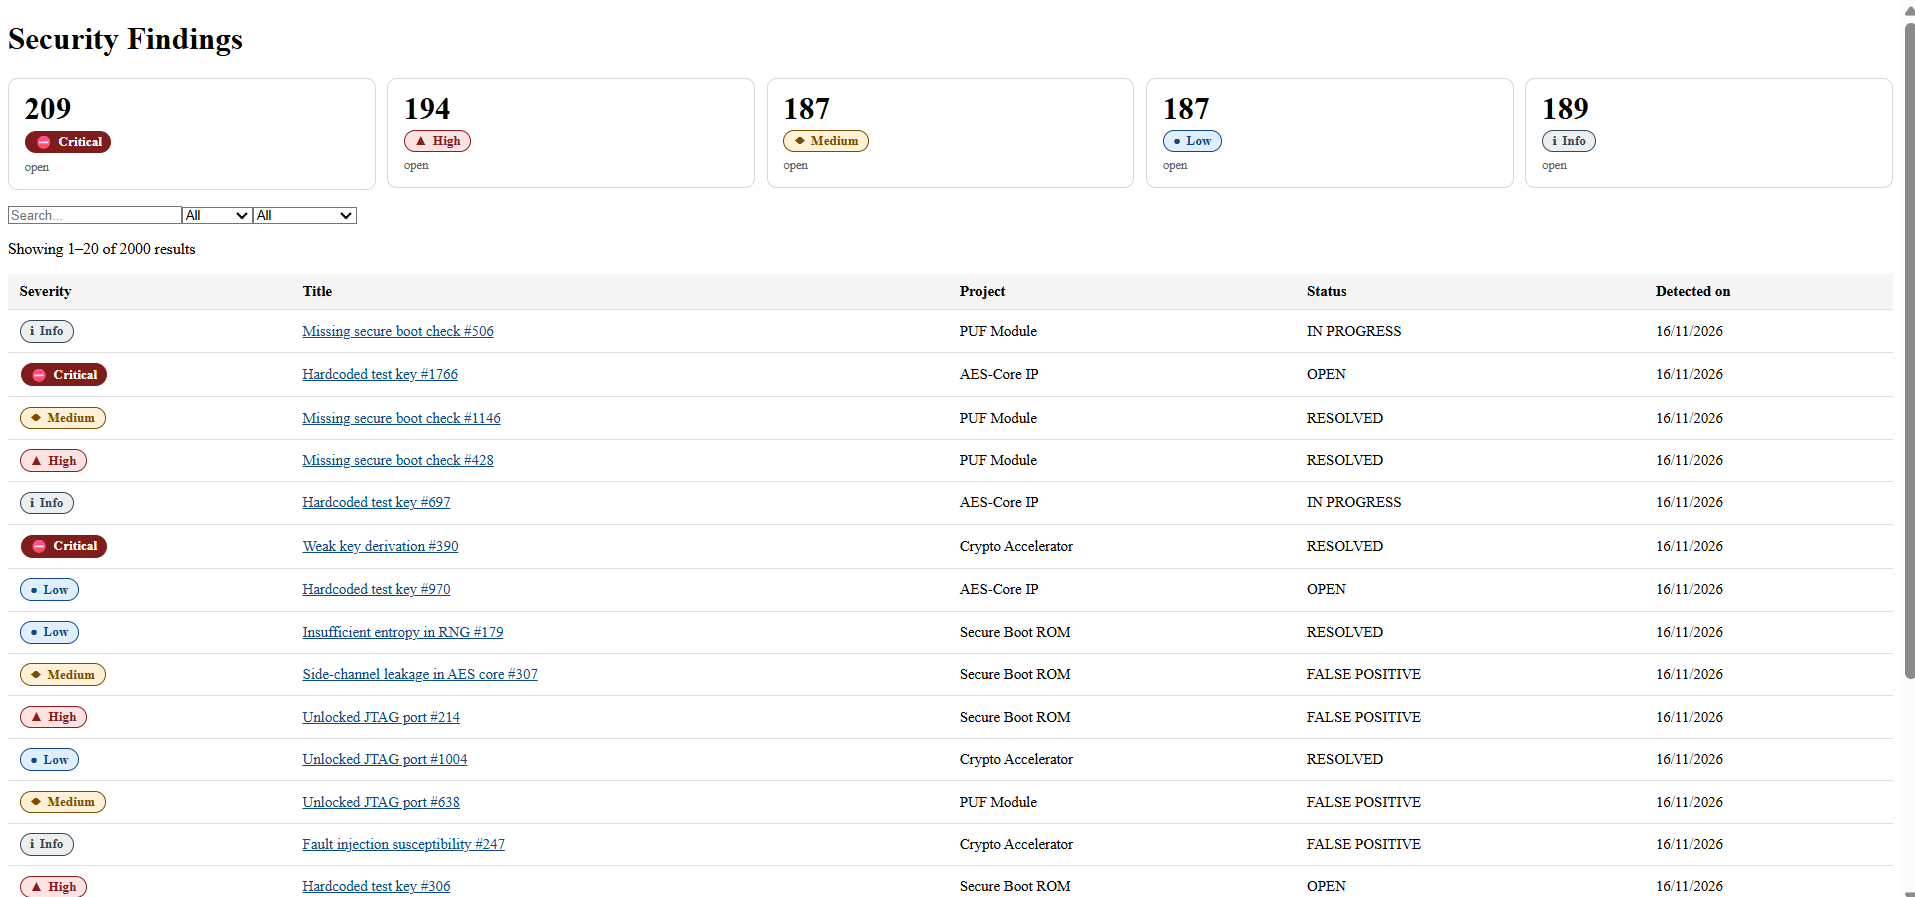 Security Findings
209 194 187 187 189
⛔ Critical ▲ High ◆ Medium ● Low ℹ Info
open open open open open
Search... All All
Showing 1–20 of 2000 results
Severity Title Project Status Detected on
ℹ Info Missing secure boot check #506 PUF Module IN PROGRESS 16/11/2026
⛔ Critical Hardcoded test key #1766 AES-Core IP OPEN 16/11/2026
◆ Medium Missing secure boot check #1146 PUF Module RESOLVED 16/11/2026
▲ High Missing secure boot check #428 PUF Module RESOLVED 16/11/2026
ℹ Info Hardcoded test key #697 AES-Core IP IN PROGRESS 16/11/2026
⛔ Critical Weak key derivation #390 Crypto Accelerator RESOLVED 16/11/2026
● Low Hardcoded test key #970 AES-Core IP OPEN 16/11/2026
● Low Insufficient entropy in RNG #179 Secure Boot ROM RESOLVED 16/11/2026
◆ Medium Side-channel leakage in AES core #307 Secure Boot ROM FALSE POSITIVE 16/11/2026
▲ High Unlocked JTAG port #214 Secure Boot ROM FALSE POSITIVE 16/11/2026
● Low Unlocked JTAG port #1004 Crypto Accelerator RESOLVED 16/11/2026
◆ Medium Unlocked JTAG port #638 PUF Module FALSE POSITIVE 16/11/2026
ℹ Info Fault injection susceptibility #247 Crypto Accelerator FALSE POSITIVE 16/11/2026
▲ High Hardcoded test key #306 Secure Boot ROM OPEN 16/11/2026